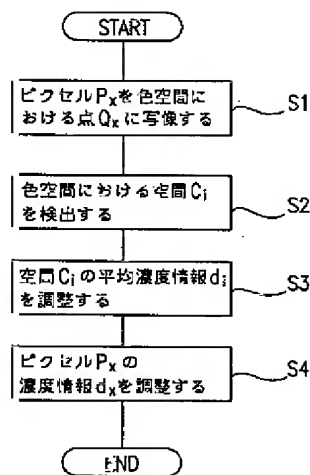 START
ピクセルPxを色空間に
おける点Qxに写像する
S1
色空間における空間Ci
を検出する
S2
空間Ciの平均濃度情報di
を調整する
S3
ピクセルPxの
濃度情報dxを調整する
S4
END